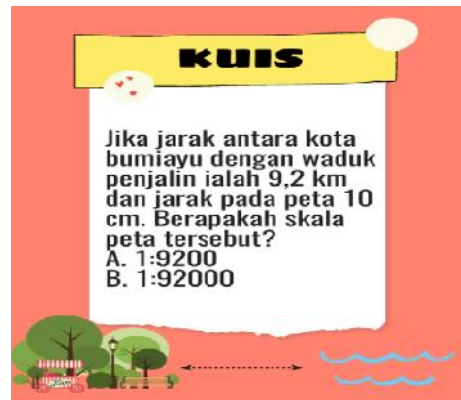 KUIS
Jika jarak antara kota
bumiayu dengan waduk
penjalin ialah 9,2 km
dan jarak pada peta 10
cm. Berapakah skala
peta tersebut?
A. 1:9200
B. 1:92000